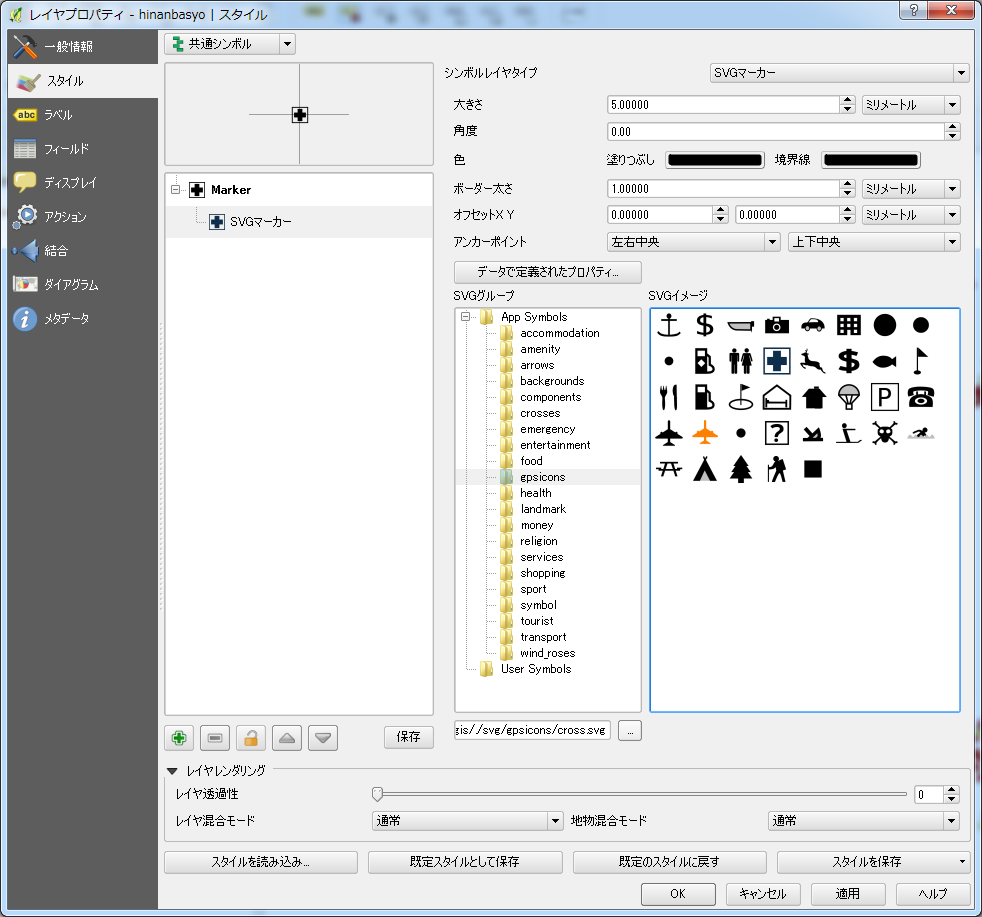 レイヤプロパティ - hinanbasyo | スタイル
一般情報
スタイル
abc ラベル
フィールド
ディスプレイ
アクション
結合
ダイアグラム
メタデータ
共通シンボル
Marker
SVGマーカー
保存
シンボルレイヤタイプ SVGマーカー
大きさ 5.00000 ミリメートル
角度 0.00
色 塗りつぶし 境界線
ボーダー太さ 1.00000 ミリメートル
オフセットX Y 0.00000 0.00000 ミリメートル
アンカーポイント 左右中央 上下中央
データで定義されたプロパティ...
SVGグループ
App Symbols
accommodation
amenity
arrows
backgrounds
components
crosses
emergency
entertainment
food
gpsicons
health
landmark
money
religion
services
shopping
sport
symbol
tourist
transport
wind_roses
User Symbols
gis//svg/gpsicons/cross.svg ...
SVGイメージ
レイヤレンダリング
レイヤ透過性 0
レイヤ混合モード 通常 地物混合モード 通常
スタイルを読み込み... 既定スタイルとして保存 既定のスタイルに戻す スタイルを保存
OK キャンセル 適用 ヘルプ